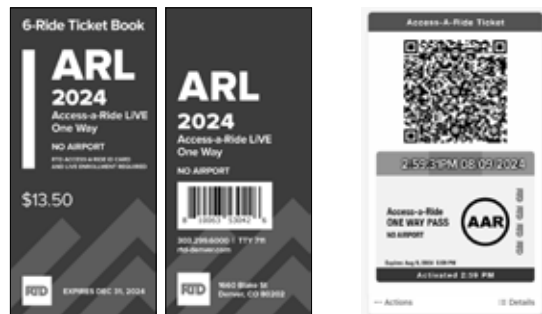 6-Ride Ticket Book
ARL
2024
Access-a-Ride LiVE
One Way
NO AIRPORT
RTD ACCESS-A-RIDE ID CARD
AND LIVE ENROLLMENT REQUIRED
$13.50
RTD
EXPIRES DEC 31, 2024
ARL
2024
Access-a-Ride LiVE
One Way
NO AIRPORT
303.299.6000 | TTY 711
rtd-denver.com
RTD
1660 Blake St
Denver, CO 80202
Access-A-Ride Ticket
2:59:31PM 08/09/2024
Access-a-Ride
ONE WAY PASS
NO AIRPORT
AAR
Activated 2:59 PM
Actions
Details